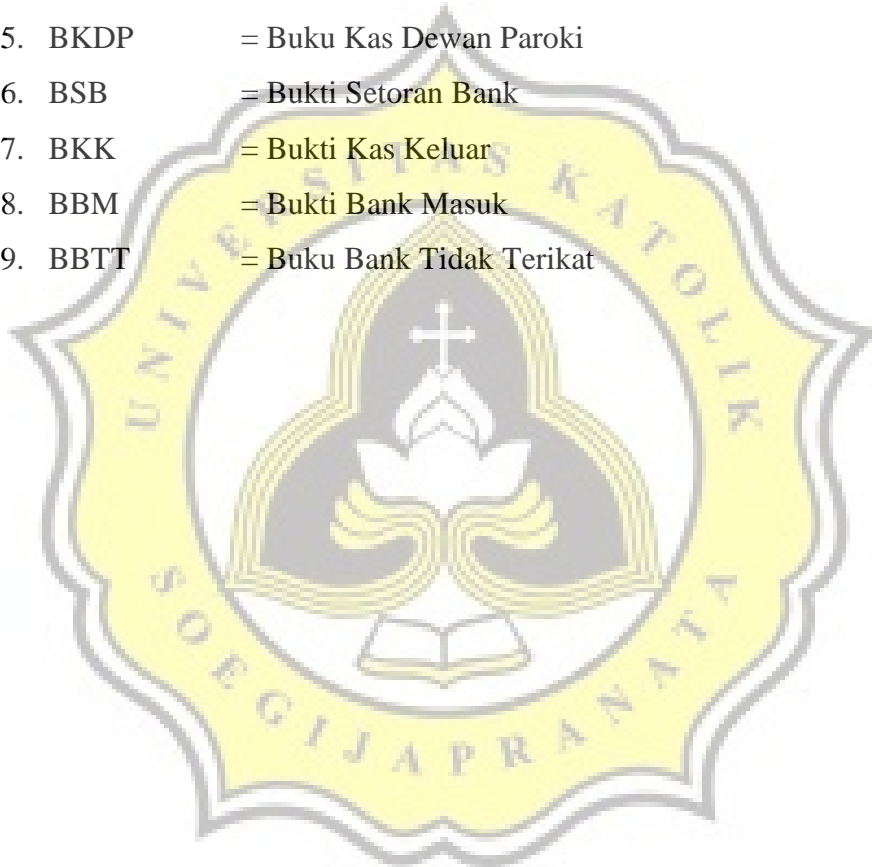 5. BKDP = Buku Kas Dewan Paroki
6. BSB = Bukti Setoran Bank
7. BKK = Bukti Kas Keluar
8. BBM = Bukti Bank Masuk
9. BBTT = Buku Bank Tidak Terikat
UNIVERSITAS KATOLIK
SOEGIJAPRANATA